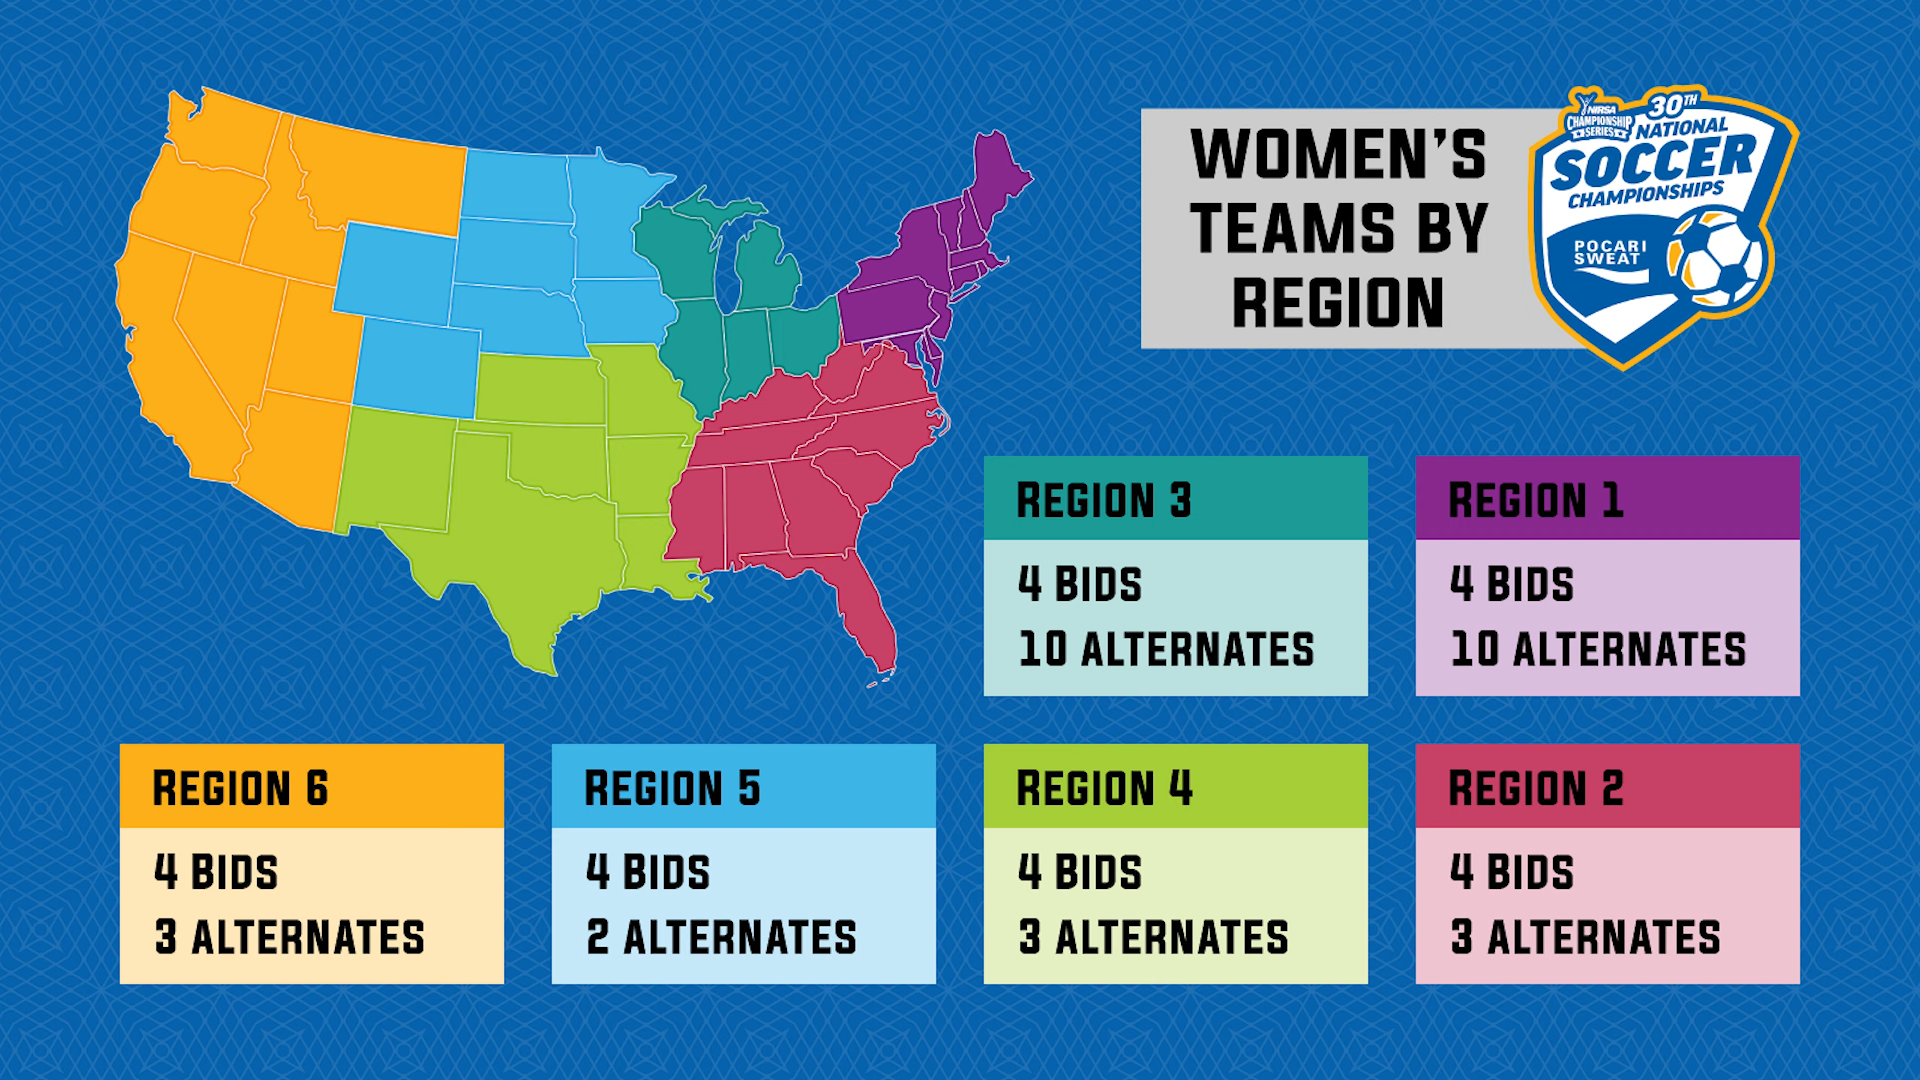 WOMEN'S
TEAMS BY
REGION
NIRSA
CHAMPIONSHIP
SERIES
30TH
NATIONAL
SOCCER
CHAMPIONSHIPS
POCARI
SWEAT
REGION 3
4 BIDS
10 ALTERNATES
REGION 1
4 BIDS
10 ALTERNATES
REGION 6
4 BIDS
3 ALTERNATES
REGION 5
4 BIDS
2 ALTERNATES
REGION 4
4 BIDS
3 ALTERNATES
REGION 2
4 BIDS
3 ALTERNATES